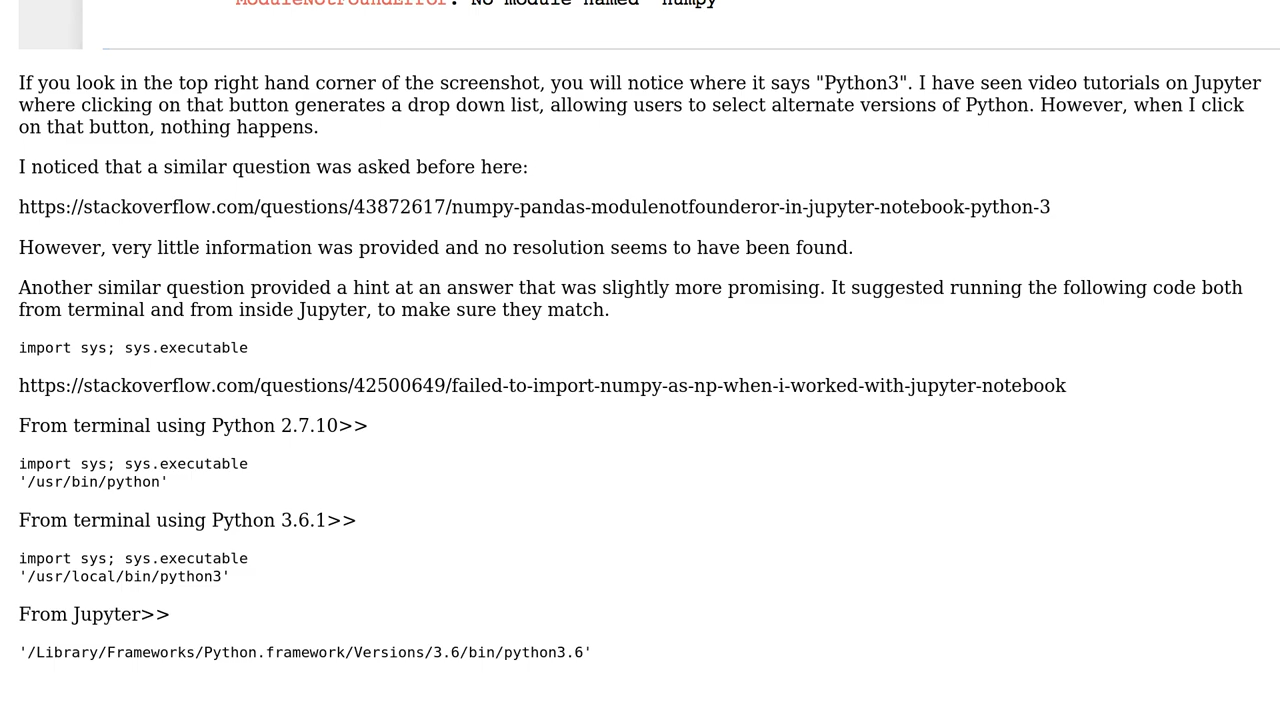 ModuleNotFoundError: No module named 'numpy'
If you look in the top right hand corner of the screenshot, you will notice where it says "Python3". I have seen video tutorials on Jupyter
where clicking on that button generates a drop down list, allowing users to select alternate versions of Python. However, when I click
on that button, nothing happens.
I noticed that a similar question was asked before here:
https://stackoverflow.com/questions/43872617/numpy-pandas-modulenotfounderor-in-jupyter-notebook-python-3
However, very little information was provided and no resolution seems to have been found.
Another similar question provided a hint at an answer that was slightly more promising. It suggested running the following code both
from terminal and from inside Jupyter, to make sure they match.
import sys; sys.executable
https://stackoverflow.com/questions/42500649/failed-to-import-numpy-as-np-when-i-worked-with-jupyter-notebook
From terminal using Python 2.7.10>>
import sys; sys.executable
'/usr/bin/python'
From terminal using Python 3.6.1>>
import sys; sys.executable
'/usr/local/bin/python3'
From Jupyter>>
'/Library/Frameworks/Python.framework/Versions/3.6/bin/python3.6'